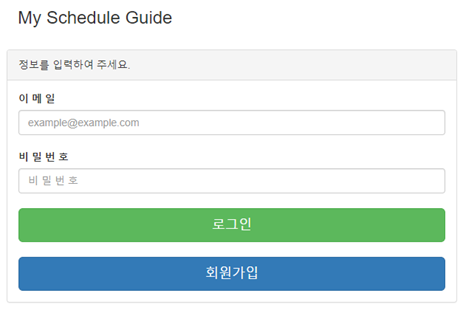 My Schedule Guide
정보를 입력하여 주세요.
이 메 일
example@example.com
비 밀 번 호
비 밀 번 호
로그인
회원가입